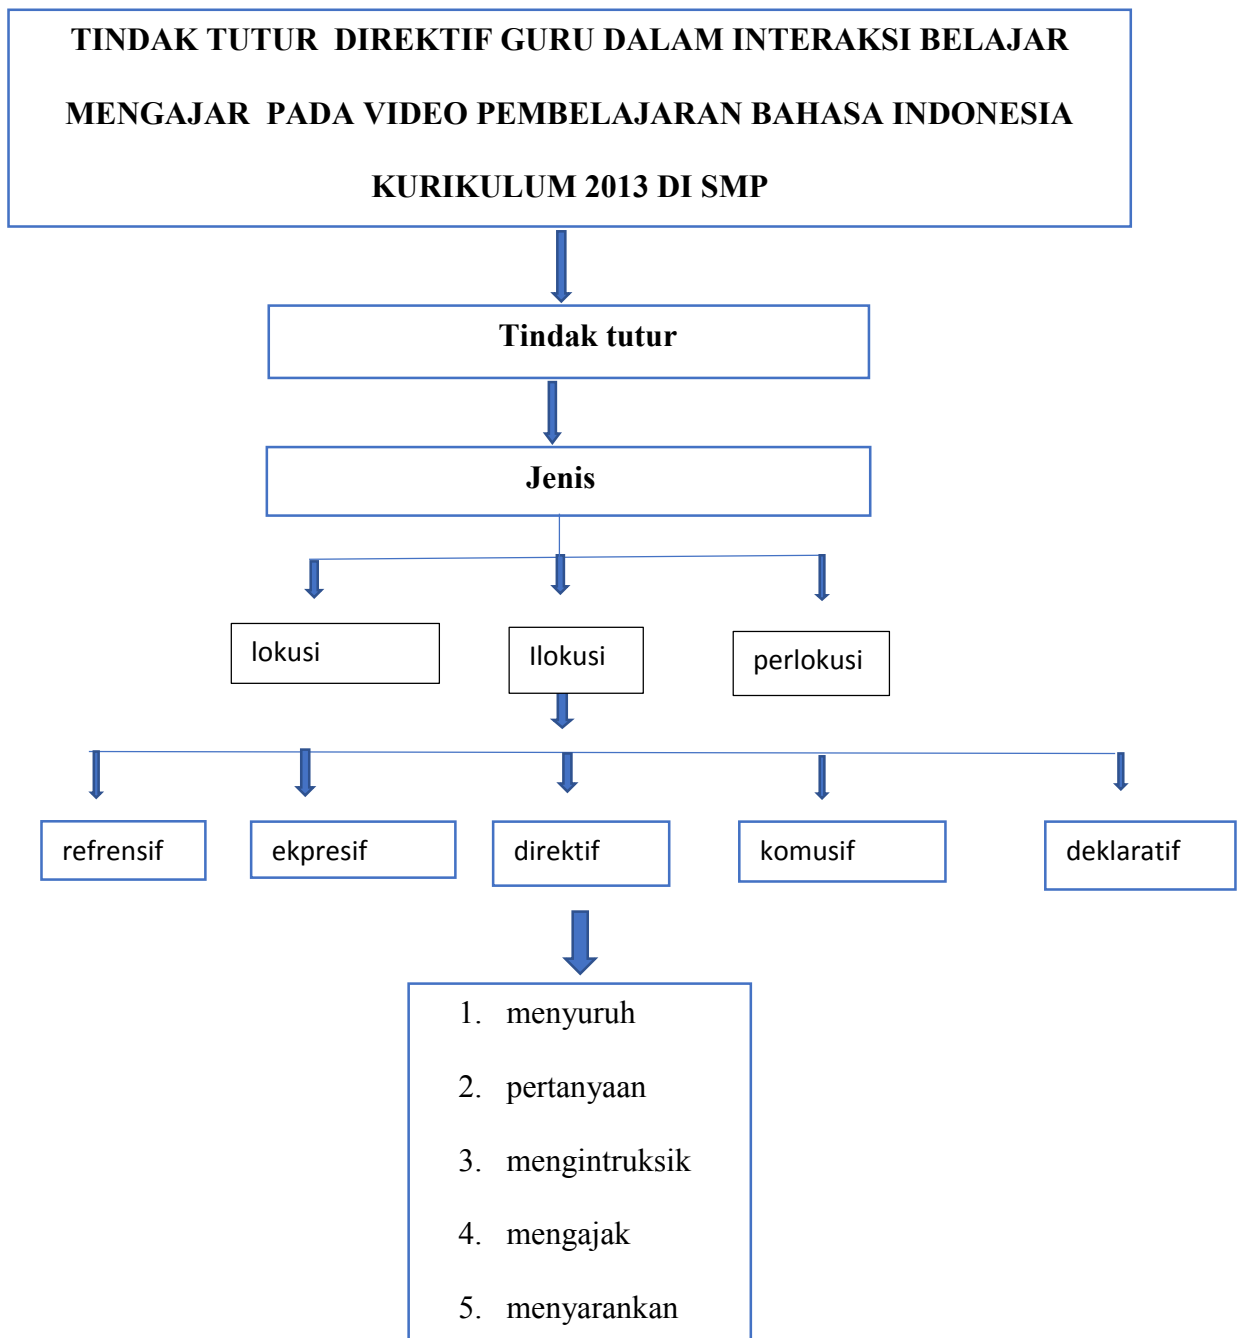 TINDAK TUTUR DIREKTIF GURU DALAM INTERAKSI BELAJAR
MENGAJAR PADA VIDEO PEMBELAJARAN BAHASA INDONESIA
KURIKULUM 2013 DI SMP
Tindak tutur
Jenis
lokusi
Ilokusi
perlokusi
refrensif
ekpresif
direktif
komusif
deklaratif
1. menyuruh
2. pertanyaan
3. mengintruksik
4. mengajak
5. menyarankan